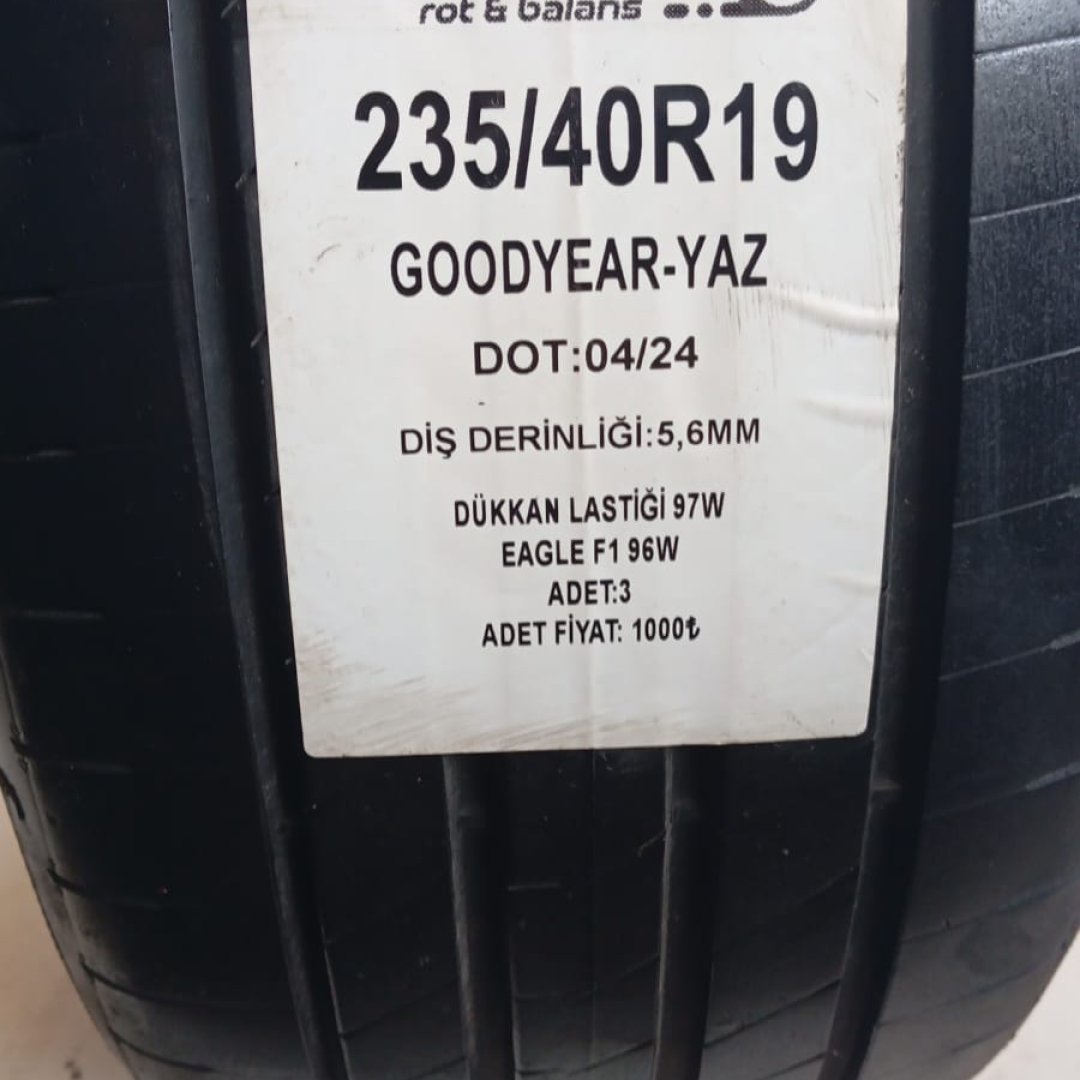 rot & balans
235/40R19
GOODYEAR-YAZ
DOT:04/24
DİŞ DERİNLİĞİ:5,6MM
DÜKKAN LASTİĞİ 97W
EAGLE F1 96W
ADET:3
ADET FİYAT: 1000₺